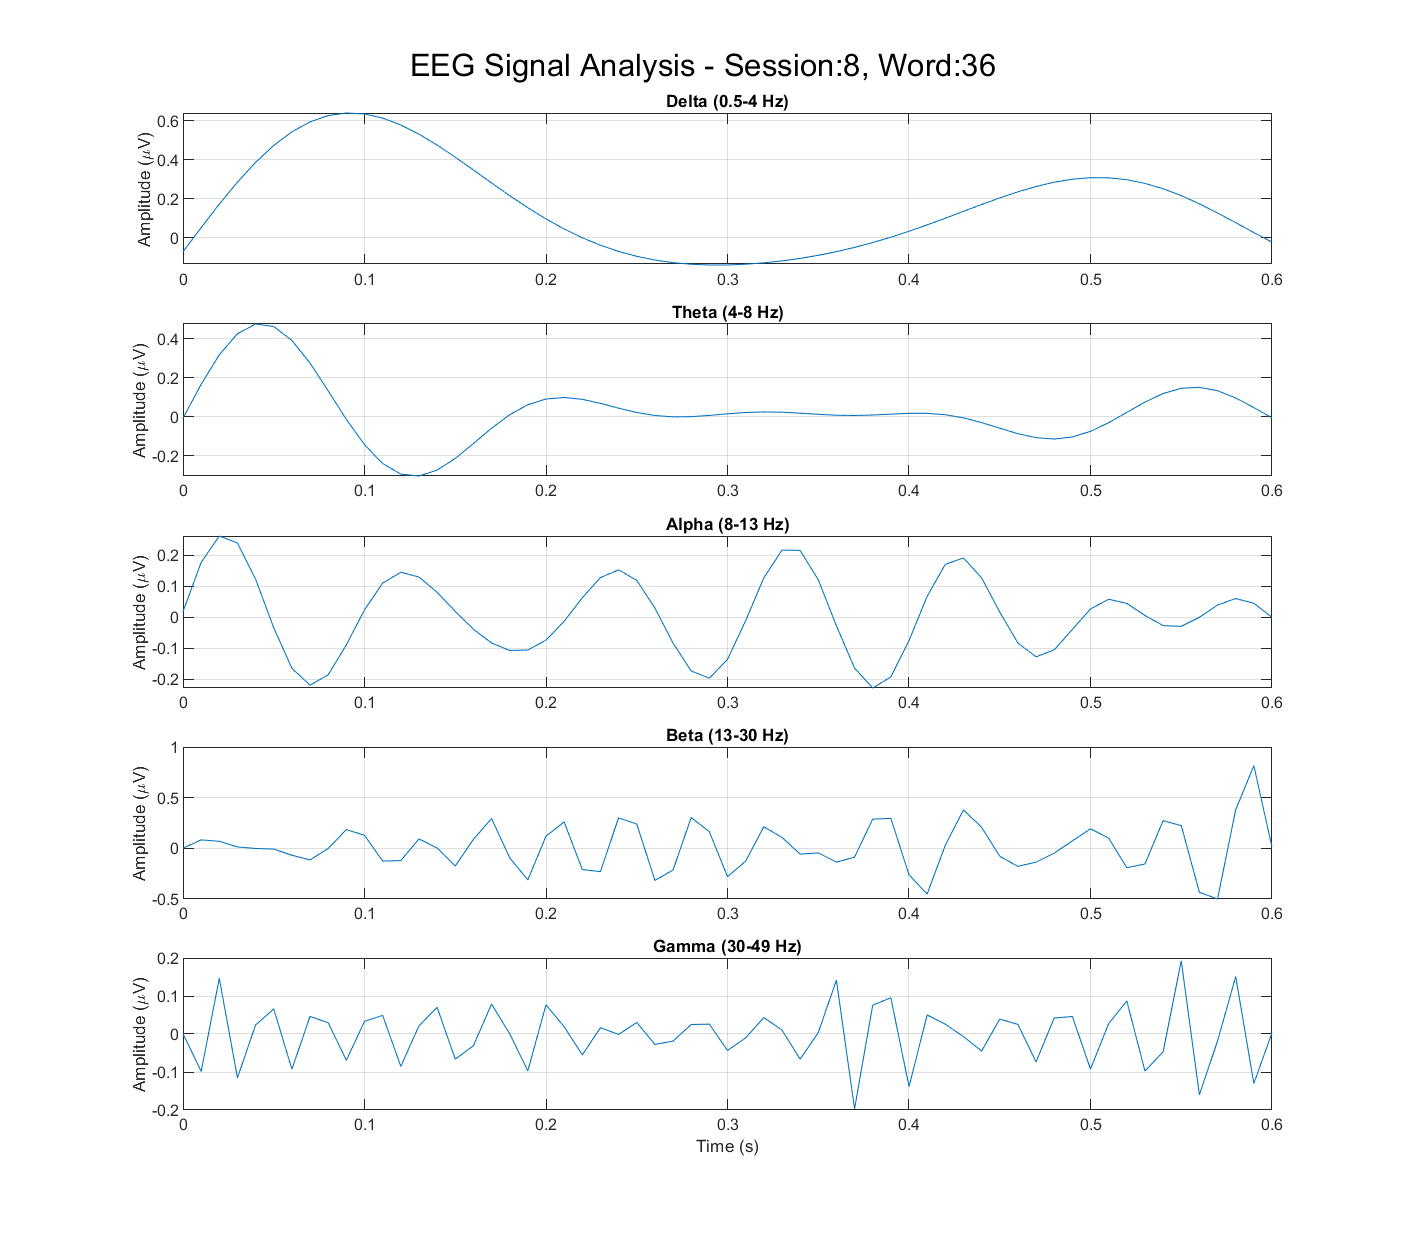 EEG Signal Analysis - Session:8, Word:36
Delta (0.5-4 Hz)
Amplitude (μV)
0.6
0.4
0.2
0
0 0.1 0.2 0.3 0.4 0.5 0.6
Theta (4-8 Hz)
Amplitude (μV)
0.4
0.2
0
-0.2
0 0.1 0.2 0.3 0.4 0.5 0.6
Alpha (8-13 Hz)
Amplitude (μV)
0.2
0.1
0
-0.1
-0.2
0 0.1 0.2 0.3 0.4 0.5 0.6
Beta (13-30 Hz)
Amplitude (μV)
1
0.5
0
-0.5
0 0.1 0.2 0.3 0.4 0.5 0.6
Gamma (30-49 Hz)
Amplitude (μV)
0.2
0.1
0
-0.1
-0.2
0 0.1 0.2 0.3 0.4 0.5 0.6
Time (s)